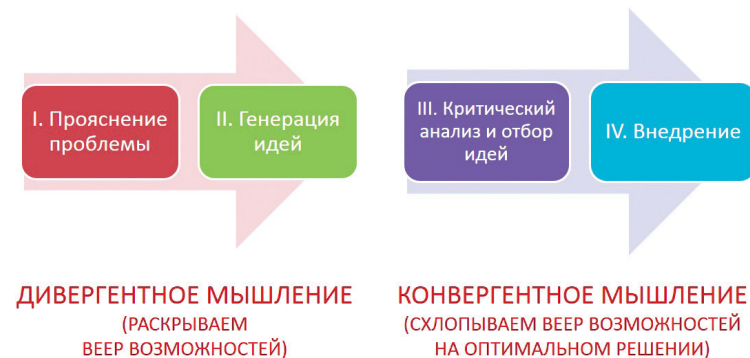 I. Прояснение
проблемы
II. Генерация
идей
III. Критический
анализ и отбор
идей
IV. Внедрение
ДИВЕРГЕНТНОЕ МЫШЛЕНИЕ
(РАСКРЫВАЕМ
ВЕЕР ВОЗМОЖНОСТЕЙ)
КОНВЕРГЕНТНОЕ МЫШЛЕНИЕ
(СХЛОПЫВАЕМ ВЕЕР ВОЗМОЖНОСТЕЙ
НА ОПТИМАЛЬНОМ РЕШЕНИИ)